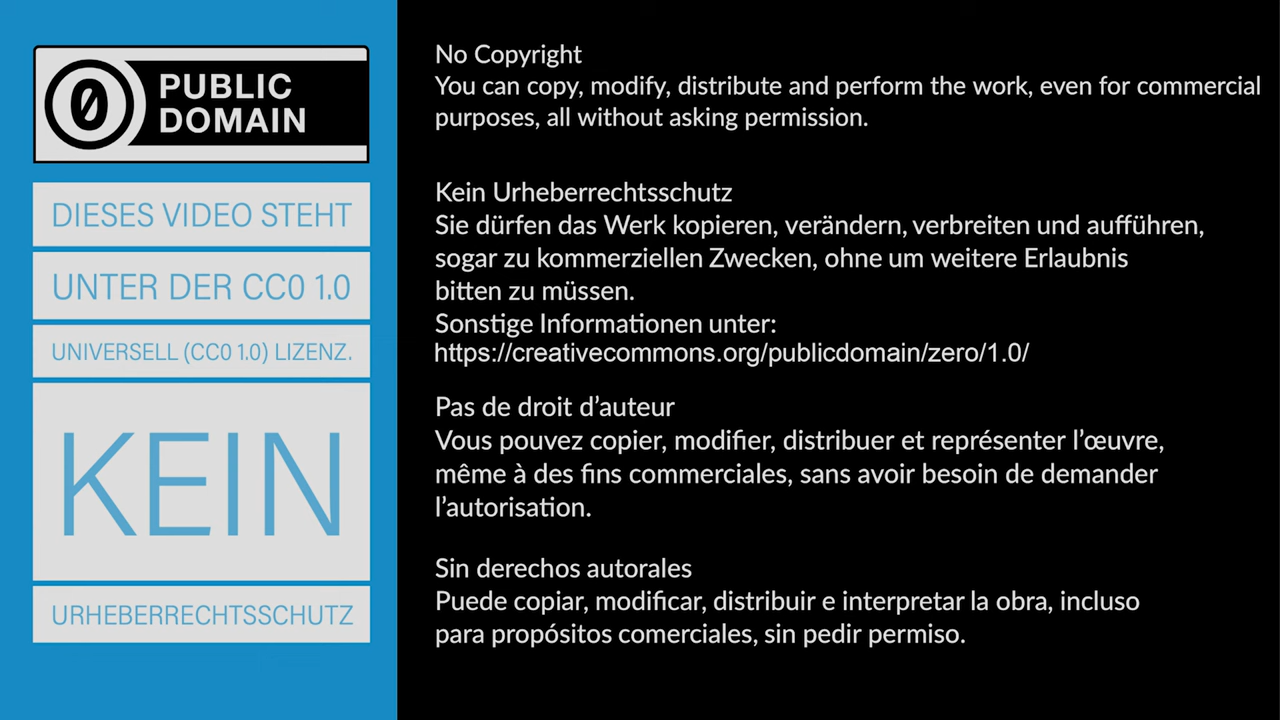 PUBLIC
DOMAIN
DIESES VIDEO STEHT
UNTER DER CC0 1.0
UNIVERSELL (CC0 1.0) LIZENZ.
KEIN
URHEBERRECHTSSCHUTZ
No Copyright
You can copy, modify, distribute and perform the work, even for commercial
purposes, all without asking permission.
Kein Urheberrechtsschutz
Sie dürfen das Werk kopieren, verändern, verbreiten und aufführen,
sogar zu kommerziellen Zwecken, ohne um weitere Erlaubnis
bitten zu müssen.
Sonstige Informationen unter:
https://creativecommons.org/publicdomain/zero/1.0/
Pas de droit d’auteur
Vous pouvez copier, modifier, distribuer et représenter l’œuvre,
même à des fins commerciales, sans avoir besoin de demander
l’autorisation.
Sin derechos autorales
Puede copiar, modificar, distribuir e interpretar la obra, incluso
para propósitos comerciales, sin pedir permiso.